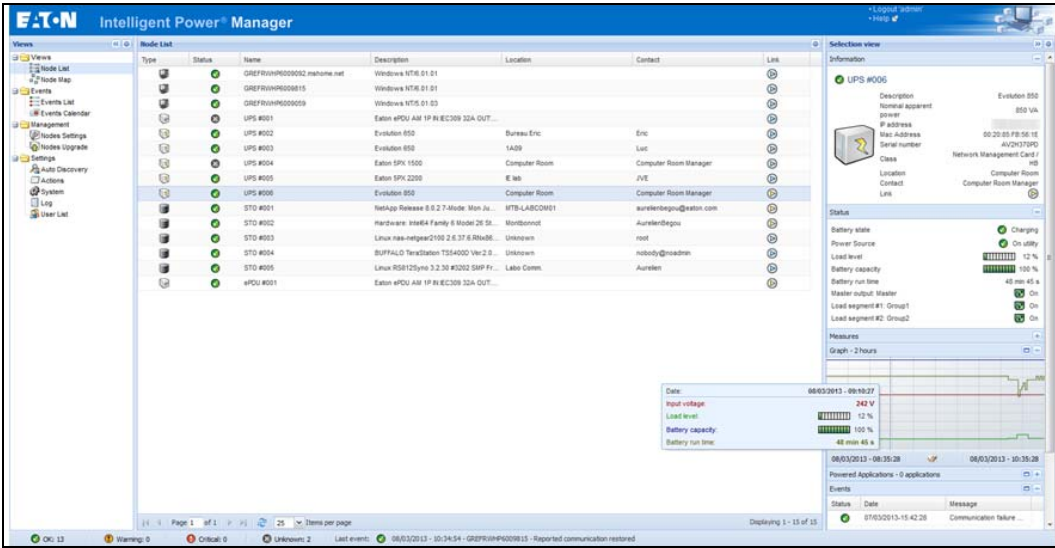 EATON Intelligent Power® Manager
Logout 'admin'
Help
Views
Views
Node List
Node Map
Events
Events List
Events Calendar
Management
Nodes Settings
Nodes Upgrade
Settings
Auto Discovery
Actions
System
Log
User List
Node List
Type Status Name Description Location Contact Link
GREFRWHP6009092.mshome.net Windows NT/6.01.01
GREFRWHP6009815 Windows NT/6.01.01
GREFRWHP6009059 Windows NT/5.01.03
UPS #001 Eaton ePDU AM 1P IN:IEC309 32A OUT:...
UPS #002 Evolution 650 Bureau Eric Eric
UPS #003 Evolution 650 1A09 Luc
UPS #004 Eaton 5PX 1500 Computer Room Computer Room Manager
UPS #005 Eaton 5PX 2200 IE lab JVE
UPS #006 Evolution 850 Computer Room Computer Room Manager
STO #001 NetApp Release 8.0.2 7-Mode: Mon Ju... MTB-LABCOM01 aurelienbegou@eaton.com
STO #002 Hardware: Intel64 Family 6 Model 26 St... Montbonnot AurelienBegou
STO #003 Linux nas-netgear2100 2.6.37.6.RNx86... Unknown root
STO #004 BUFFALO TeraStation TS5400D Ver.2.0... Unknown nobody@noadmin
STO #005 Linux RS812Syno 3.2.30 #3202 SMP Fr... Labo Comm. Aurelien
ePDU #001 Eaton ePDU AM 1P IN:IEC309 32A OUT:...
Page 1 of 1 25 Items per page Displaying 1 - 15 of 15
Selection view
Information
UPS #006
Description Evolution 850
Nominal apparent power 850 VA
IP address
Mac Address 00:20:85:FB:56:1E
Serial number AV2H370PD
Class Network Management Card / HB
Location Computer Room
Contact Computer Room Manager
Link
Status
Battery state Charging
Power Source On utility
Load level 12 %
Battery capacity 100 %
Battery run time 48 min 45 s
Master output: Master On
Load segment #1: Group1 On
Load segment #2: Group2 On
Measures
Graph - 2 hours
Date: 08/03/2013 - 09:10:27
Input voltage: 242 V
Load level: 12 %
Battery capacity: 100 %
Battery run time: 48 min 45 s
08/03/2013 - 08:35:28 08/03/2013 - 10:35:28
Powered Applications - 0 applications
Events
Status Date Message
07/03/2013-15:42:28 Communication failure ...
OK: 13 Warning: 0 Critical: 0 Unknown: 2 Last event: 08/03/2013 - 10:34:54 - GREFRWHP6009815 - Reported communication restored